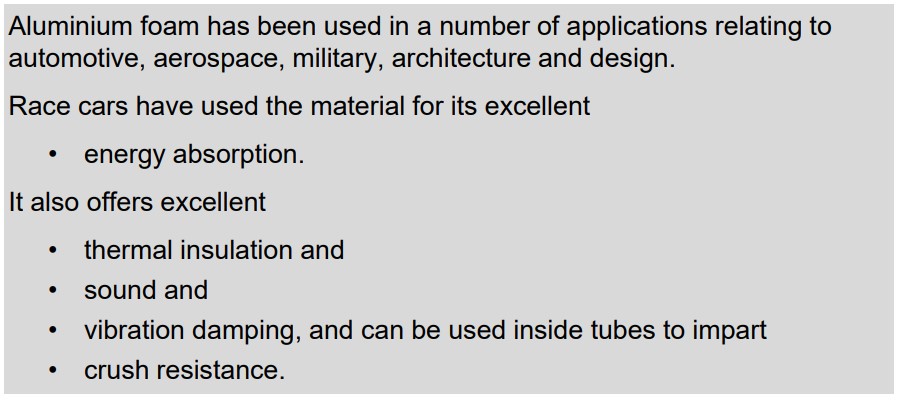 Aluminium foam has been used in a number of applications relating to
automotive, aerospace, military, architecture and design.
Race cars have used the material for its excellent
• energy absorption.
It also offers excellent
• thermal insulation and
• sound and
• vibration damping, and can be used inside tubes to impart
• crush resistance.